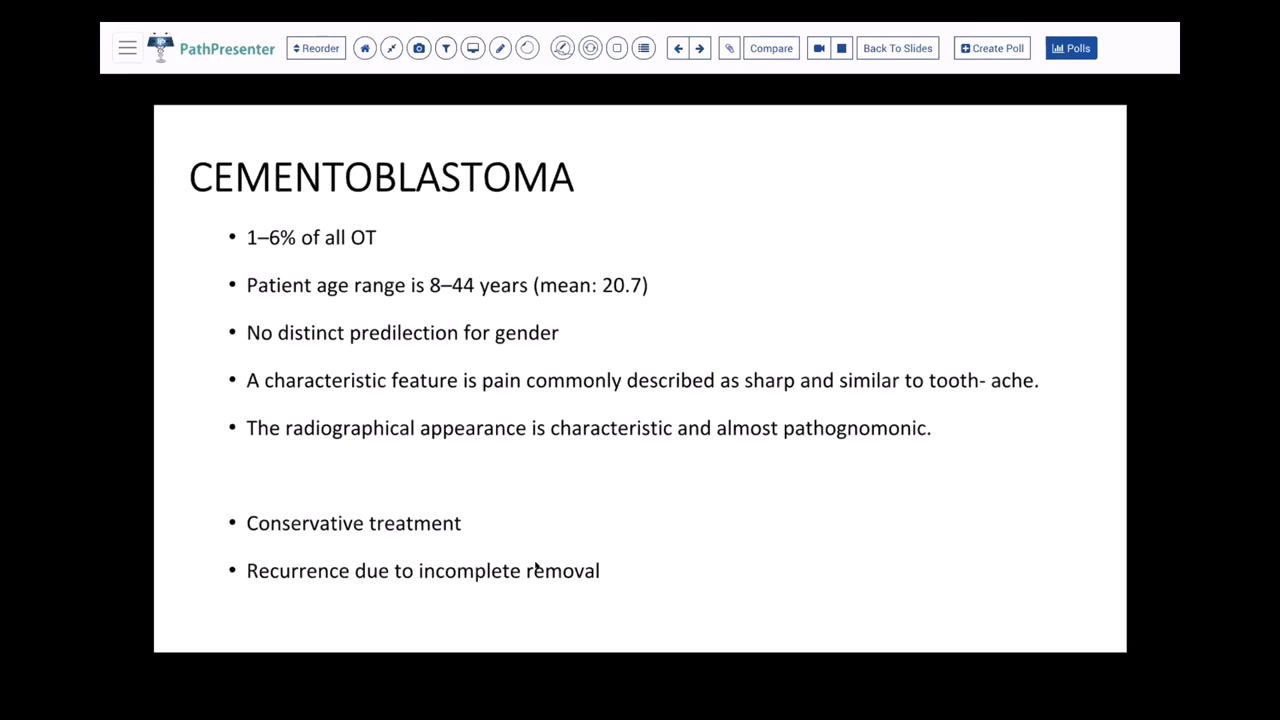 PathPresenter Reorder Compare Back To Slides Create Poll Polls
CEMENTOBLASTOMA
• 1–6% of all OT
• Patient age range is 8–44 years (mean: 20.7)
• No distinct predilection for gender
• A characteristic feature is pain commonly described as sharp and similar to tooth- ache.
• The radiographical appearance is characteristic and almost pathognomonic.
• Conservative treatment
• Recurrence due to incomplete removal